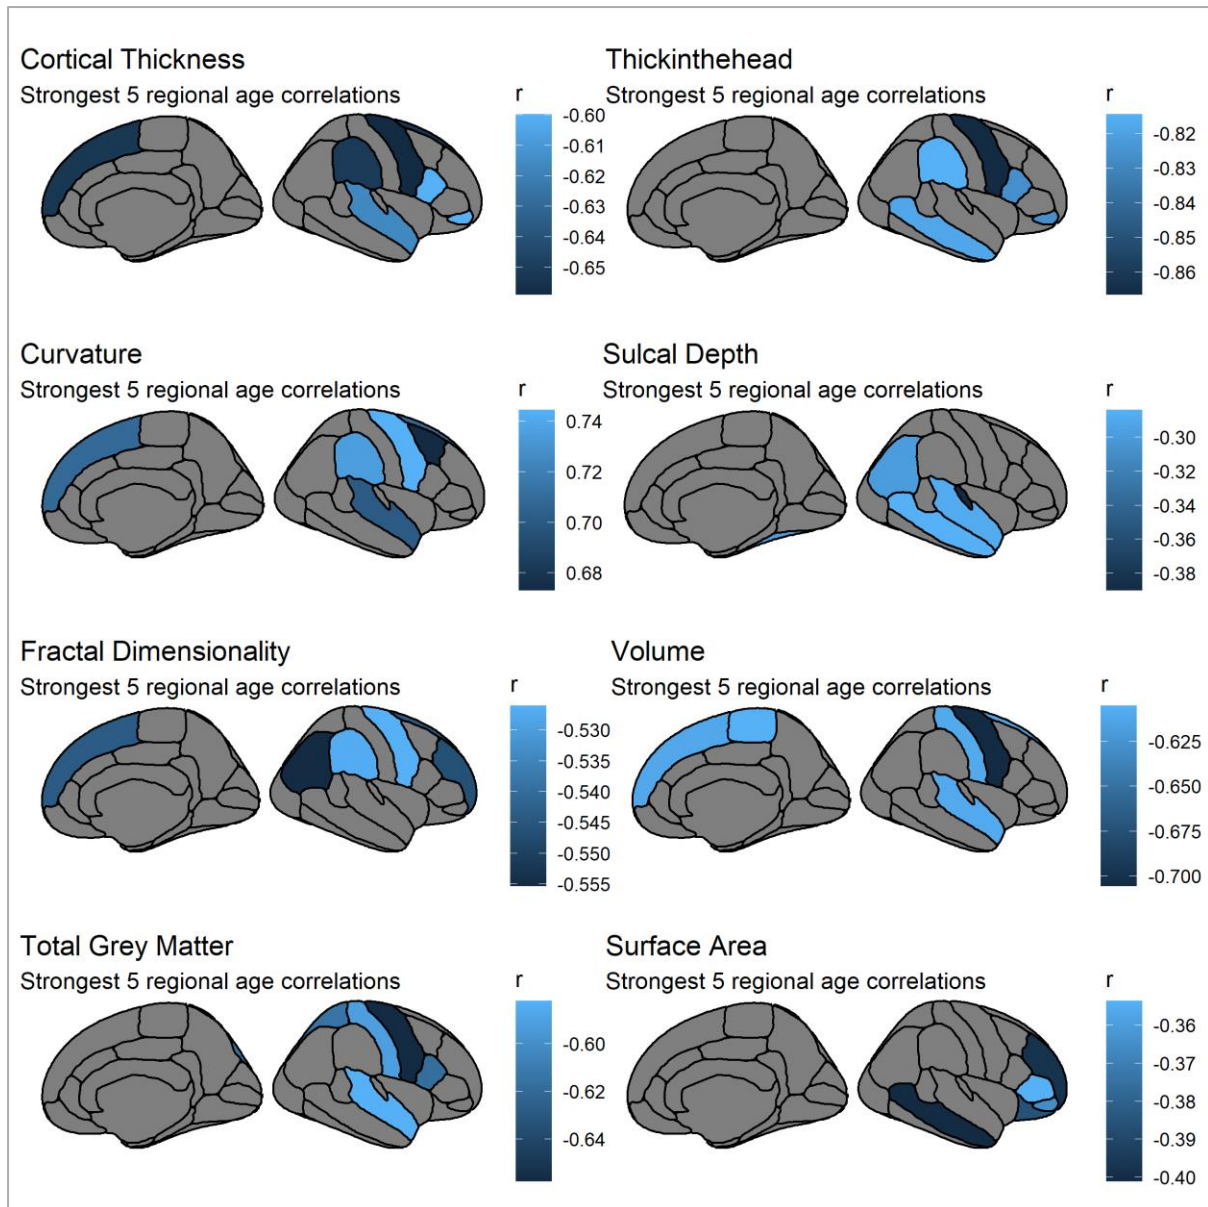 Cortical Thickness
Strongest 5 regional age correlations
r
-0.60
-0.61
-0.62
-0.63
-0.64
-0.65
Thickinthehead
Strongest 5 regional age correlations
r
-0.82
-0.83
-0.84
-0.85
-0.86
Curvature
Strongest 5 regional age correlations
r
0.74
0.72
0.70
0.68
Sulcal Depth
Strongest 5 regional age correlations
r
-0.30
-0.32
-0.34
-0.36
-0.38
Fractal Dimensionality
Strongest 5 regional age correlations
r
-0.530
-0.535
-0.540
-0.545
-0.550
-0.555
Volume
Strongest 5 regional age correlations
r
-0.625
-0.650
-0.675
-0.700
Total Grey Matter
Strongest 5 regional age correlations
r
-0.60
-0.62
-0.64
Surface Area
Strongest 5 regional age correlations
r
-0.36
-0.37
-0.38
-0.39
-0.40